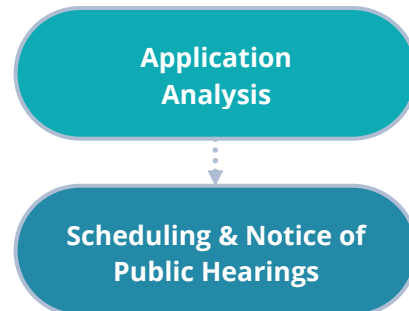 Application
Analysis
Scheduling & Notice of
Public Hearings